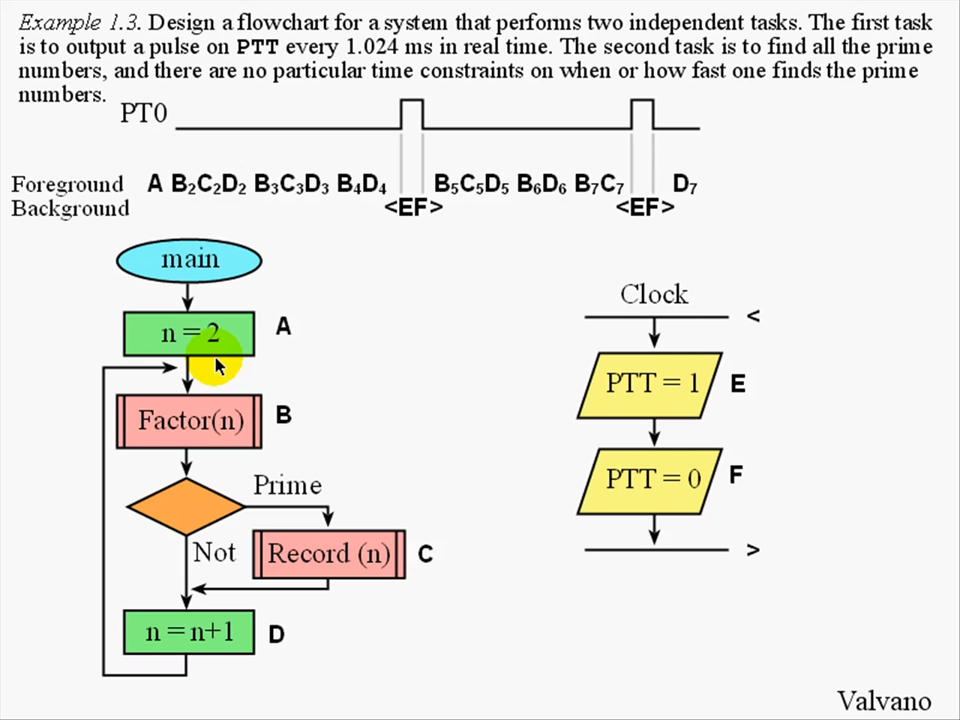 Example 1.3. Design a flowchart for a system that performs two independent tasks. The first task
is to output a pulse on PTT every 1.024 ms in real time. The second task is to find all the prime
numbers, and there are no particular time constraints on when or how fast one finds the prime
numbers.
PT0
Foreground A B₂C₂D₂ B₃C₃D₃ B₄D₄ B₅C₅D₅ B₆D₆ B₇C₇ D₇
Background <EF> <EF>
main
Clock
<
n = 2 A
PTT = 1 E
Factor(n) B
PTT = 0 F
Prime
Not
Record (n) C
>
n = n+1 D
Valvano